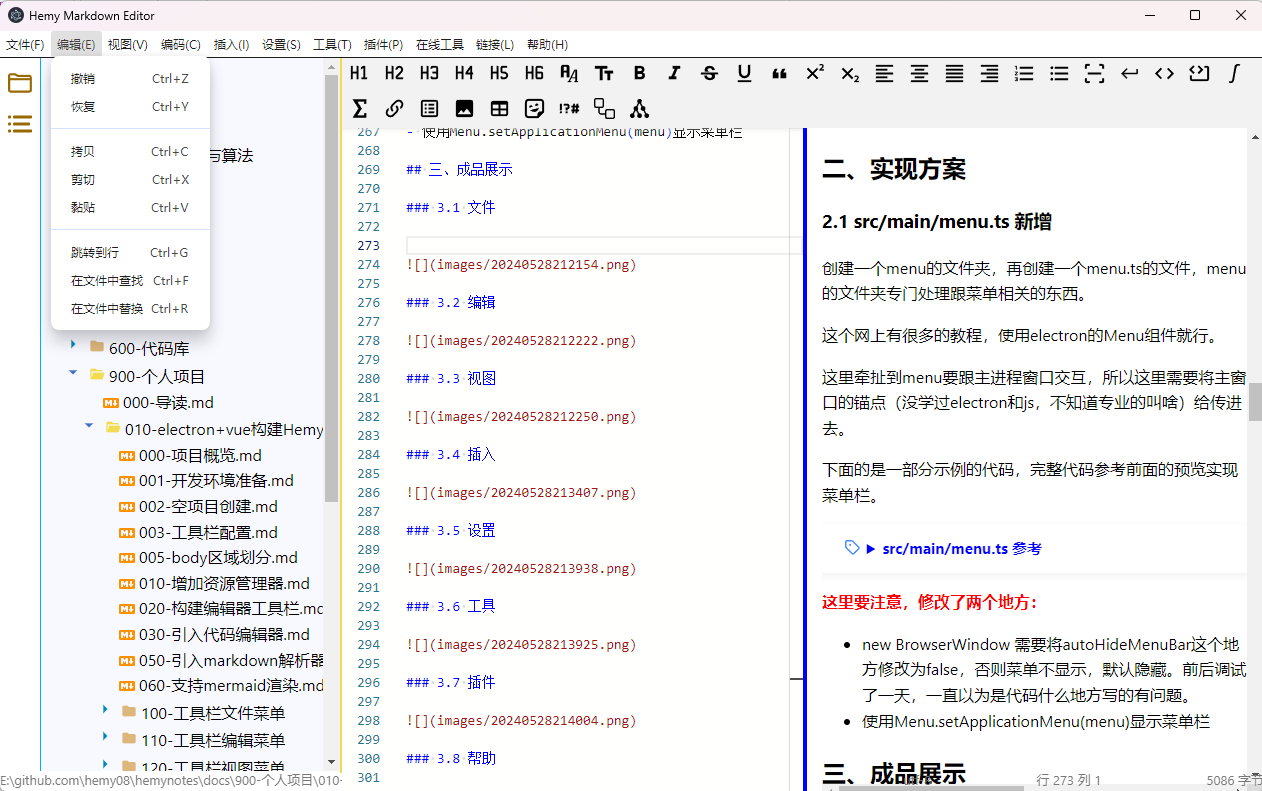 Hemy Markdown Editor
文件(F) 编辑(E) 视图(V) 编码(C) 插入(I) 设置(S) 工具(T) 插件(P) 在线工具 链接(L) 帮助(H)
撤销 Ctrl+Z
恢复 Ctrl+Y
拷贝 Ctrl+C
剪切 Ctrl+X
黏贴 Ctrl+V
跳转到行 Ctrl+G
在文件中查找 Ctrl+F
在文件中替换 Ctrl+R
与算法
600-代码库
900-个人项目
000-导读.md
010-electron+vue构建Hemy
000-项目概览.md
001-开发环境准备.md
002-空项目创建.md
003-工具栏配置.md
005-body区域划分.md
010-增加资源管理器.md
020-构建编辑器工具栏.md
030-引入代码编辑器.md
050-引入markdown解析器
060-支持mermaid渲染.md
100-工具栏文件菜单
110-工具栏编辑菜单
120-工具栏视图菜单
H1 H2 H3 H4 H5 H6
267 - 使用Menu.setApplicationMenu(menu)显示菜单栏
268
269 ## 三、成品展示
270
271 ### 3.1 文件
272
273
274 ![](images/20240528212154.png)
275
276 ### 3.2 编辑
277
278 ![](images/20240528212222.png)
279
280 ### 3.3 视图
281
282 ![](images/20240528212250.png)
283
284 ### 3.4 插入
285
286 ![](images/20240528213407.png)
287
288 ### 3.5 设置
289
290 ![](images/20240528213938.png)
291
292 ### 3.6 工具
293
294 ![](images/20240528213925.png)
295
296 ### 3.7 插件
297
298 ![](images/20240528214004.png)
299
300 ### 3.8 帮助
301
二、实现方案
2.1 src/main/menu.ts 新增
创建一个menu的文件夹，再创建一个menu.ts的文件，menu
的文件夹专门处理跟菜单相关的东西。
这个网上有很多的教程，使用electron的Menu组件就行。
这里牵扯到menu要跟主进程窗口交互，所以这里需要将主窗
口的锚点（没学过electron和js，不知道专业的叫啥）给传进
去。
下面的是一部分示例的代码，完整代码参考前面的预览实现
菜单栏。
src/main/menu.ts 参考
这里要注意，修改了两个地方：
new BrowserWindow 需要将autoHideMenuBar这个地
方修改为false，否则菜单不显示，默认隐藏。前后调试
了一天，一直以为是代码什么地方写的有问题。
使用Menu.setApplicationMenu(menu)显示菜单栏
三、成品展示
E:\github.com\hemy08\hemynotes\docs\900-个人项目\010-
行 273 列 1
5086 字节